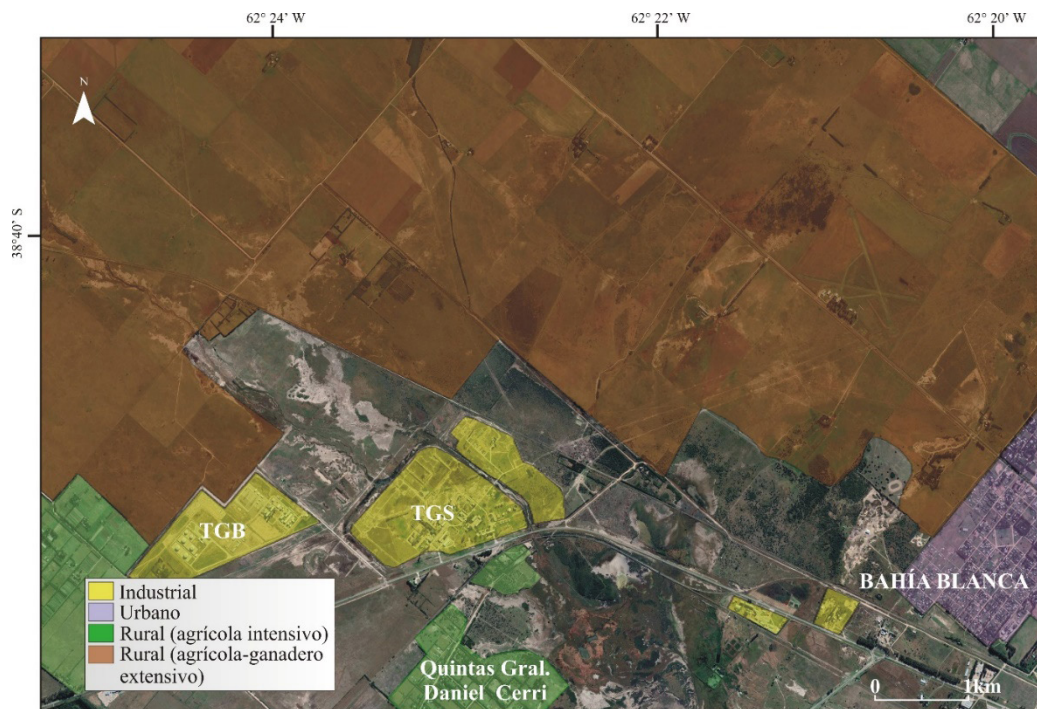 62° 24' W
62° 22' W
62° 20' W
N
38°40' S
TGB
TGS
BAHÍA BLANCA
Industrial
Urbano
Rural (agrícola intensivo)
Rural (agrícola-ganadero
extensivo)
Quintas Gral.
Daniel Cerri
0
1km